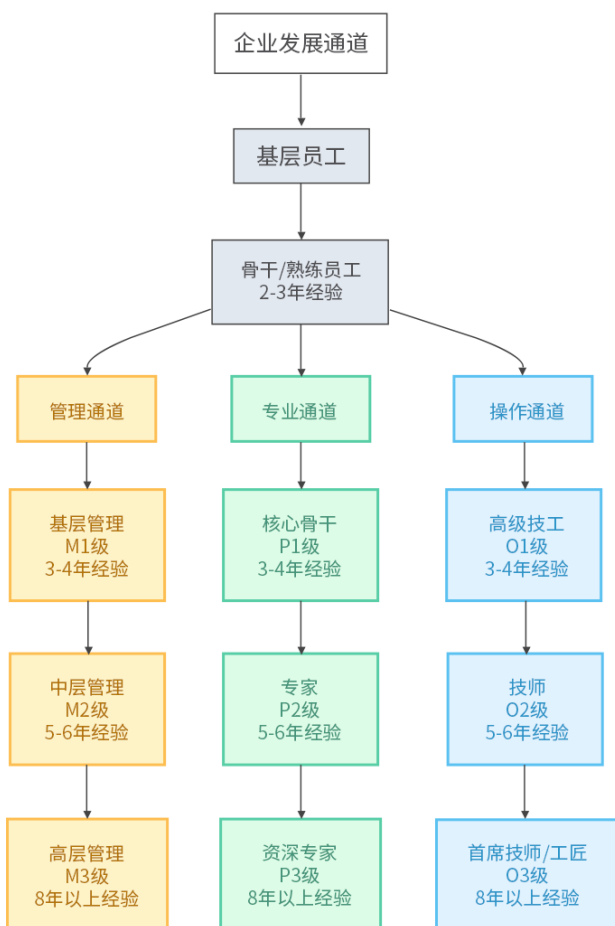 企业发展通道
基层员工
骨干/熟练员工
2-3年经验
管理通道
专业通道
操作通道
基层管理
M1级
3-4年经验
核心骨干
P1级
3-4年经验
高级技工
O1级
3-4年经验
中层管理
M2级
5-6年经验
专家
P2级
5-6年经验
技师
O2级
5-6年经验
高层管理
M3级
8年以上经验
资深专家
P3级
8年以上经验
首席技师/工匠
O3级
8年以上经验